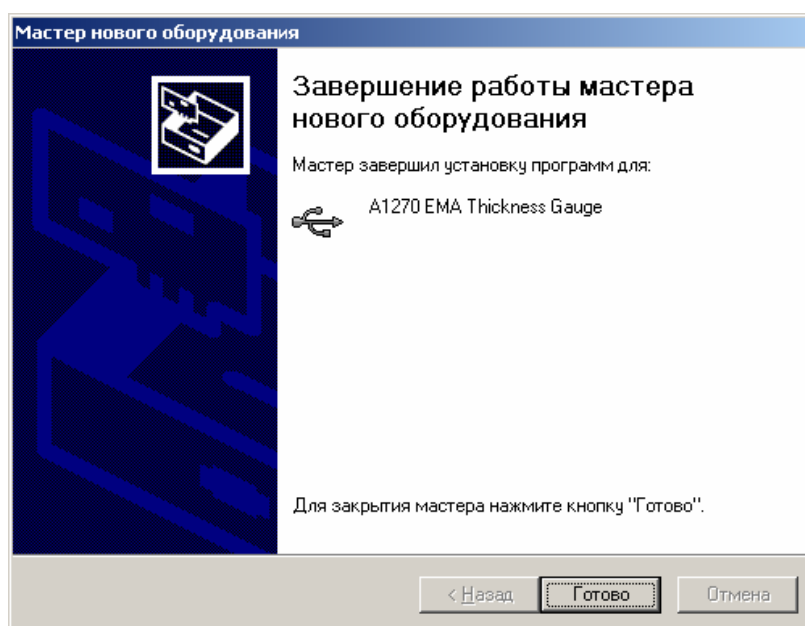 Мастер нового оборудования
Завершение работы мастера
нового оборудования
Мастер завершил установку программ для:
A1270 EMA Thickness Gauge
Для закрытия мастера нажмите кнопку "Готово".
< Назад
Готово
Отмена